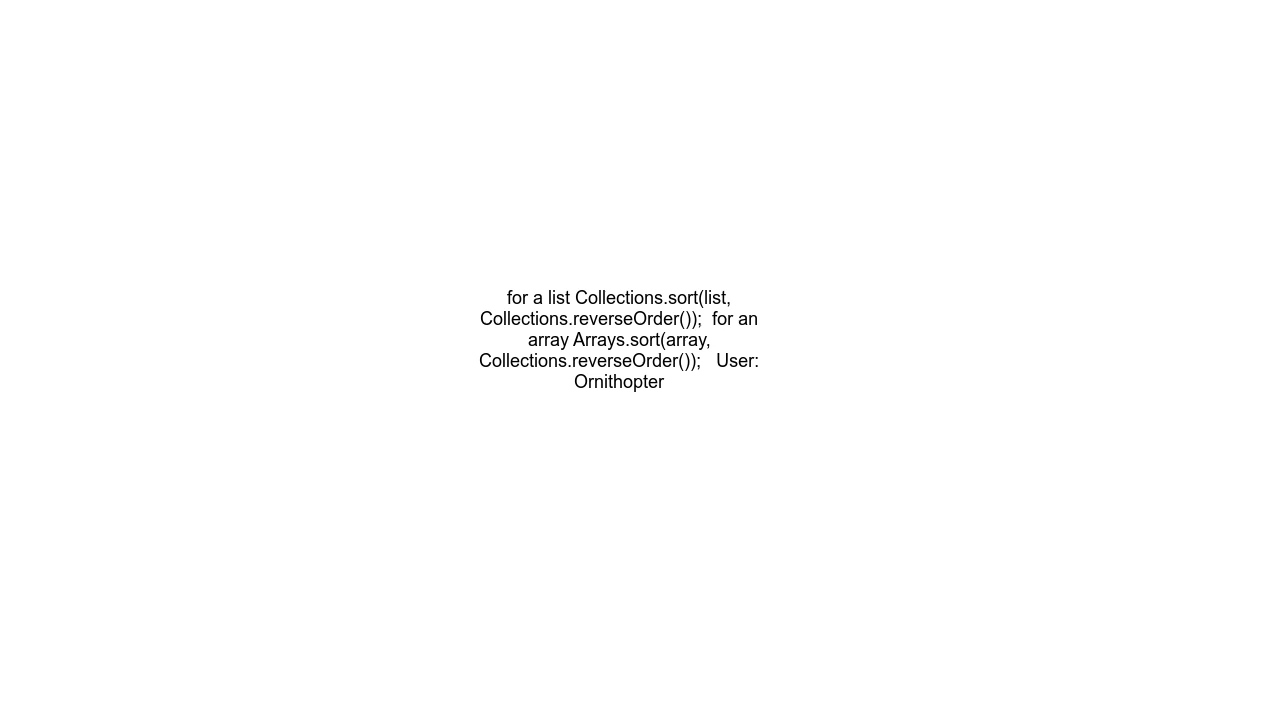 for a list Collections.sort(list,
Collections.reverseOrder());  for an
array Arrays.sort(array,
Collections.reverseOrder());   User:
Ornithopter